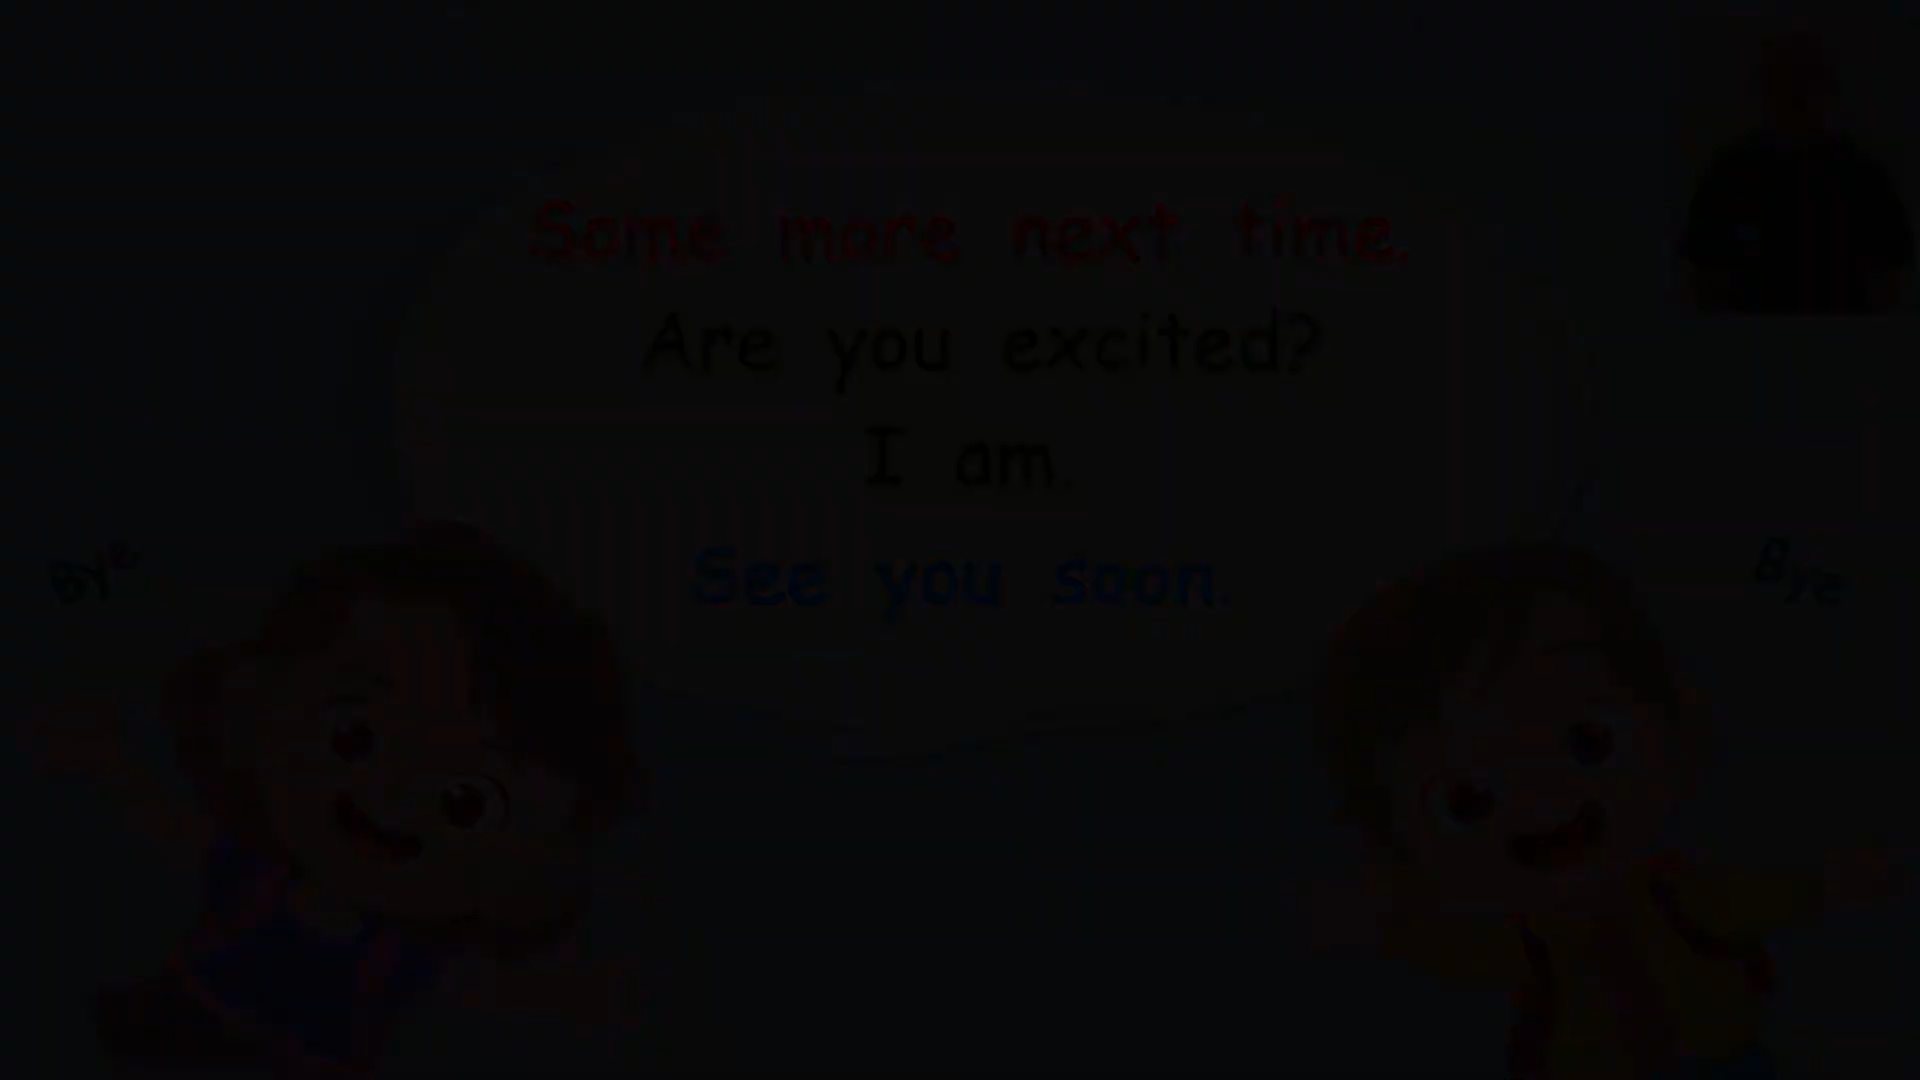 Some more next time.
Are you excited?
I am.
See you soon.
Bye
Bye